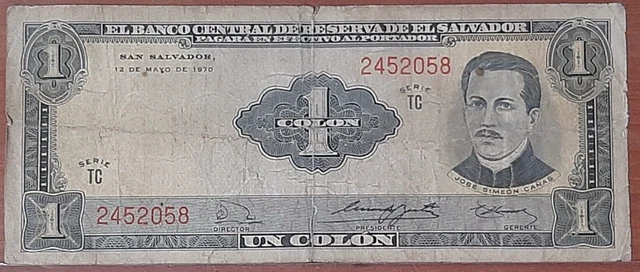 EL BANCO CENTRAL DE RESERVA DE EL SALVADOR
PAGARÁ EN EFECTIVO AL PORTADOR
1
1
SAN SALVADOR,
12 DE MAYO DE 1970
2452058
SERIE
TC
1
COLON
JOSE SIMEON CAÑAS
SERIE
TC
2452058
1
1
DIRECTOR
PRESIDENTE
GERENTE
UN COLÓN